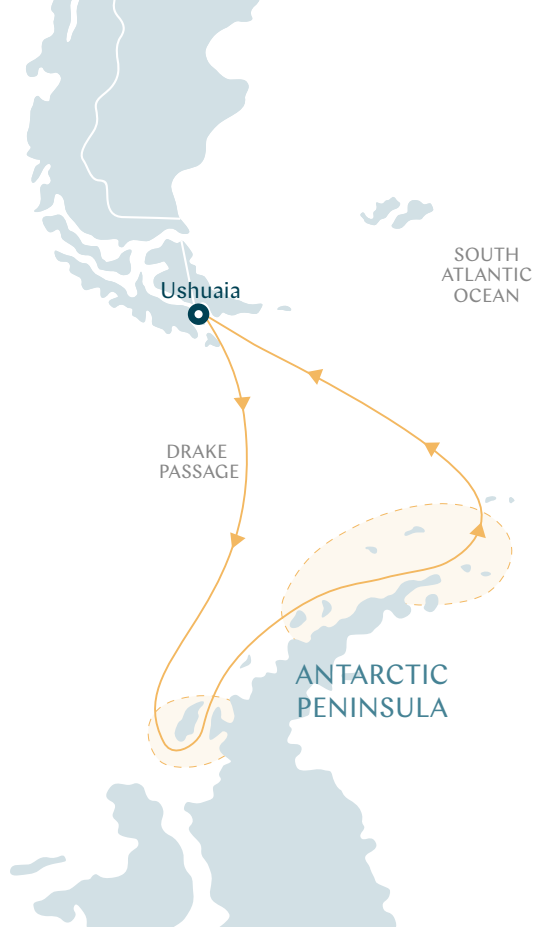 SOUTH
ATLANTIC
OCEAN
Ushuaia
DRAKE
PASSAGE
ANTARCTIC
PENINSULA